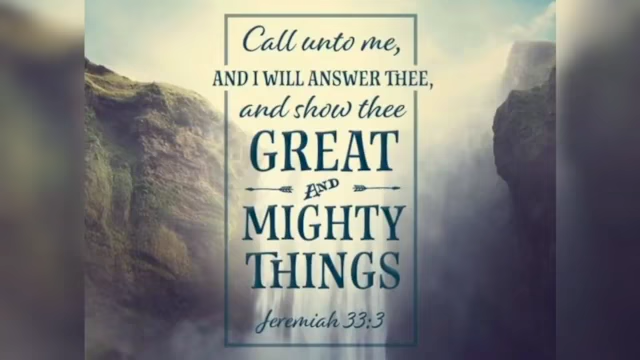 Call unto me,
AND I WILL ANSWER THEE,
and show thee
GREAT
AND
MIGHTY
THINGS
Jeremiah 33:3